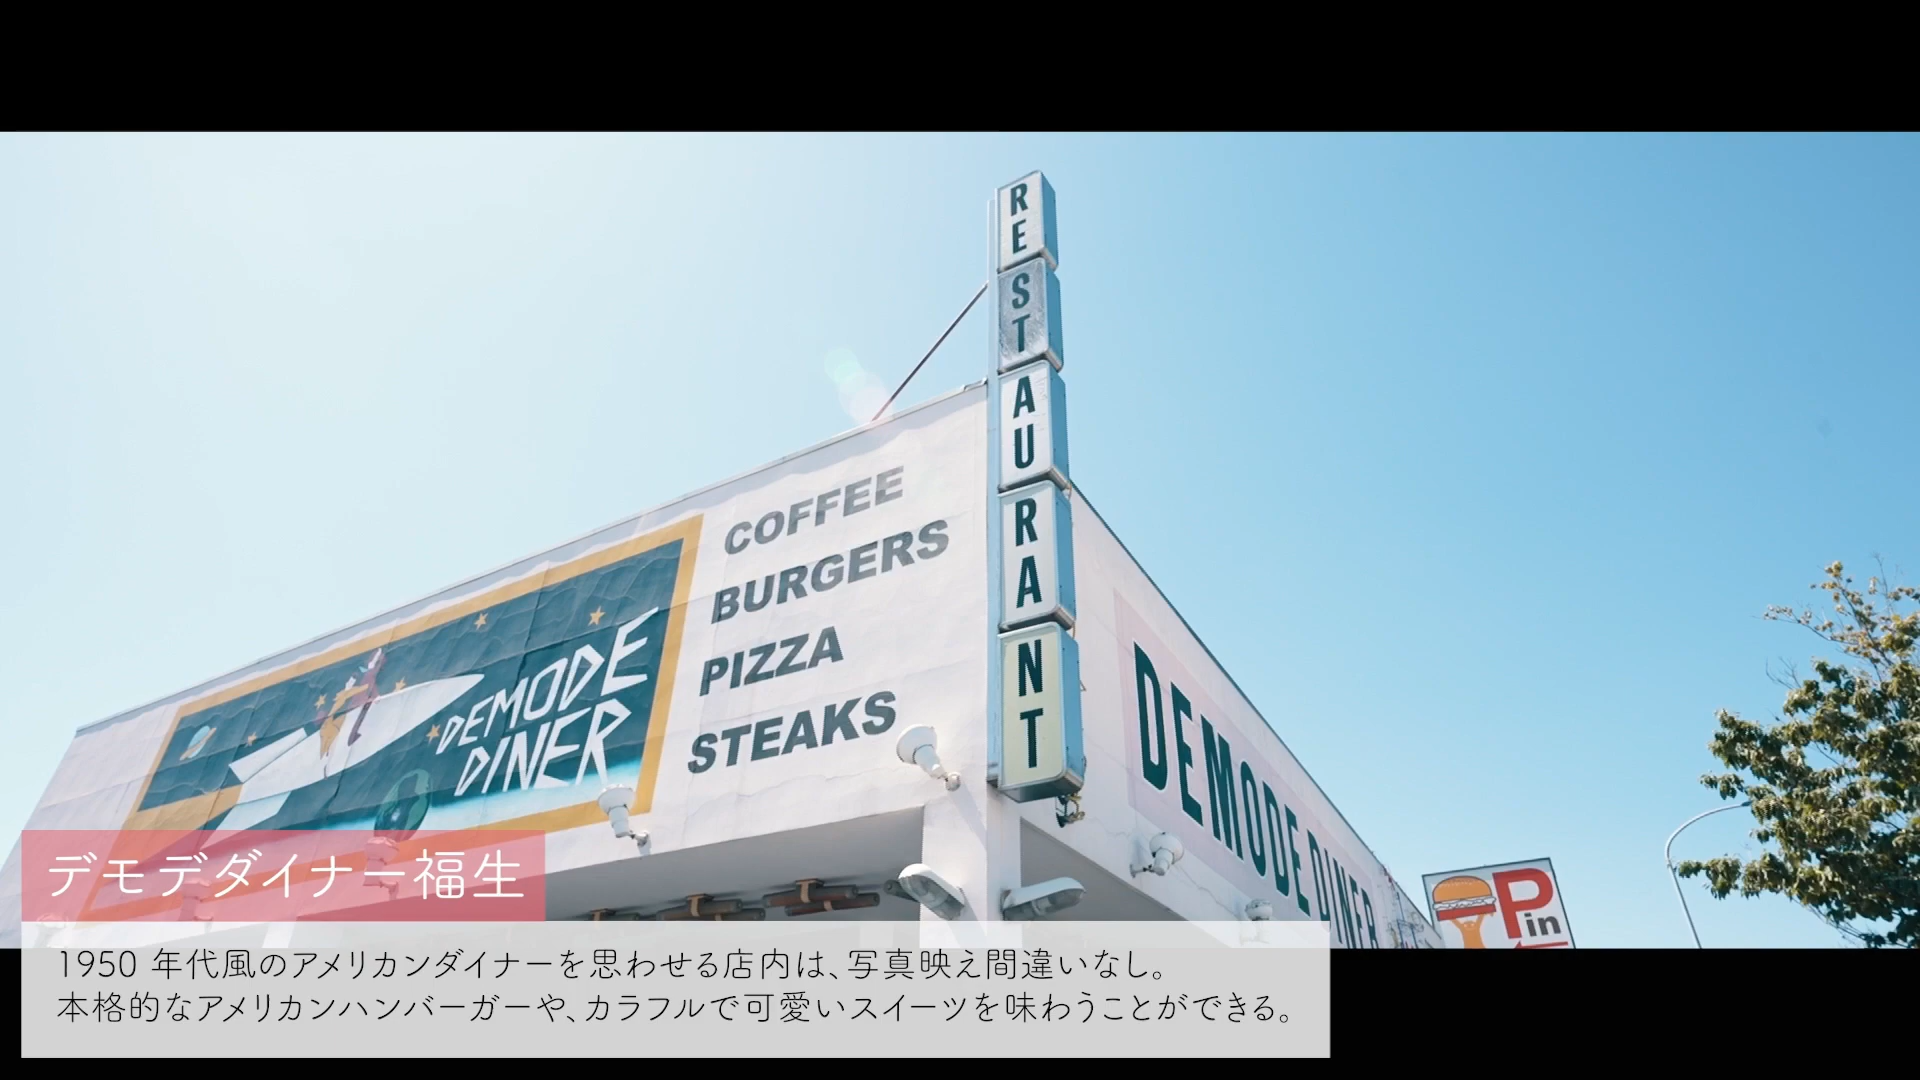 RESTAURANT
COFFEE
BURGERS
PIZZA
STEAKS
DEMODE
DINER
DEMODE DINER
P
in
デモデダイナー福生
1950 年代風のアメリカンダイナーを思わせる店内は、写真映え間違いなし。
本格的なアメリカンハンバーガーや、カラフルで可愛いスイーツを味わうことができる。